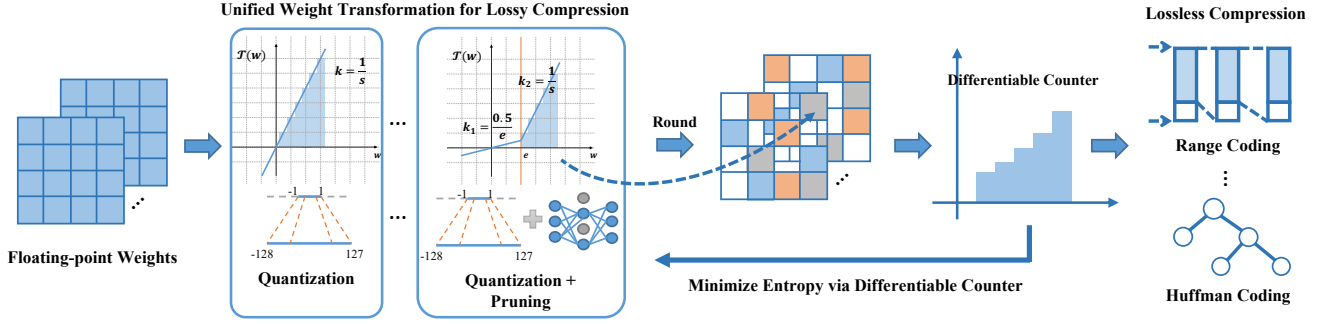 Unified Weight Transformation for Lossy Compression
Lossless Compression
𝒯(w)
k = 1/s
w
...
𝒯(w)
k₂ = 1/s
k₁ = 0.5/e
e
w
Round
Differentiable Counter
Range Coding
...
-1 1
-128 127
Quantization
...
-1 1
-128 127
Quantization +
Pruning
...
Floating-point Weights
...
Minimize Entropy via Differentiable Counter
Huffman Coding